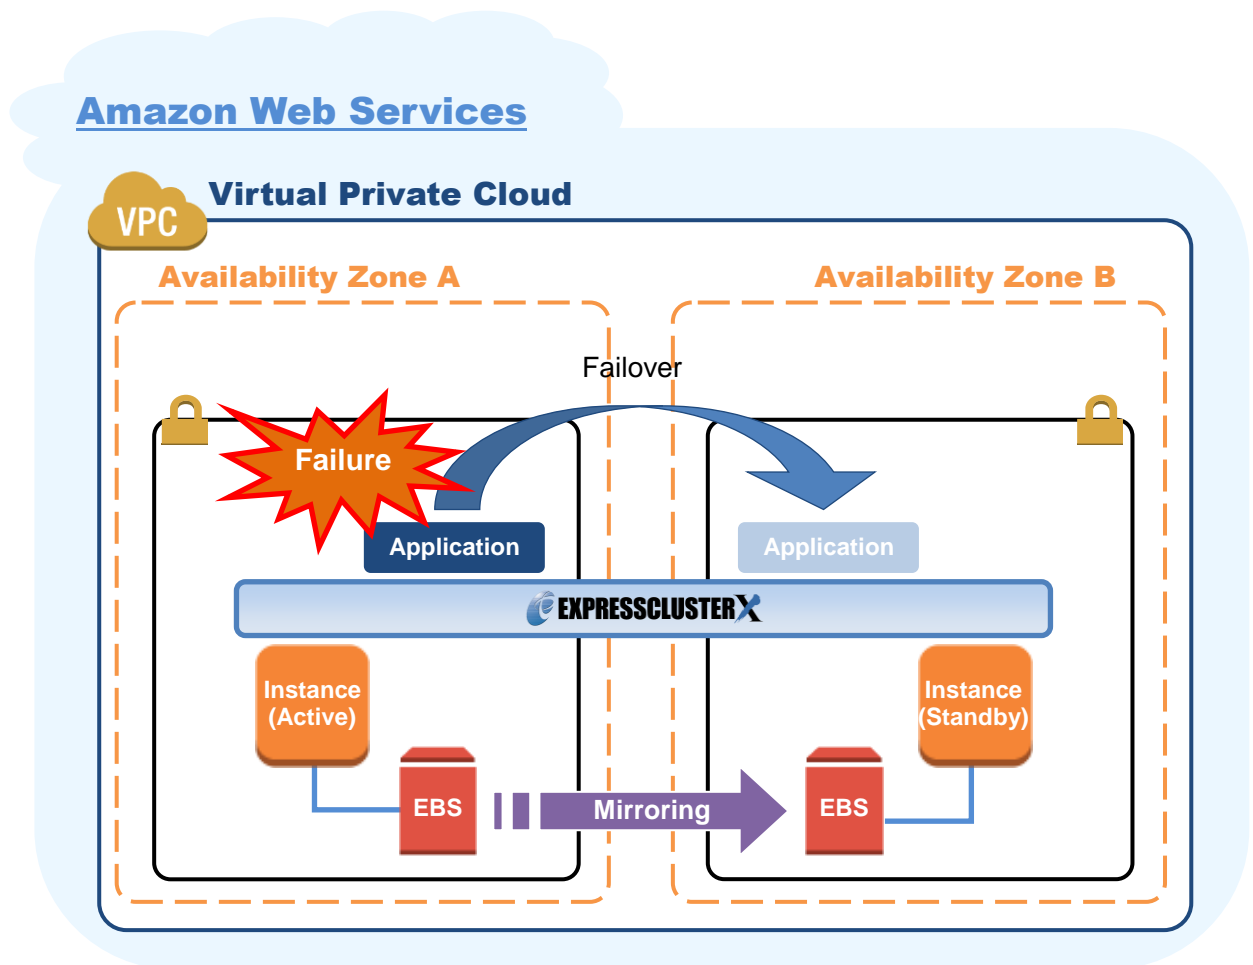 Amazon Web Services
VPC
Virtual Private Cloud
Availability Zone A
Availability Zone B
Failover
Failure
Application
Application
EXPRESSCLUSTER X
Instance
(Active)
Instance
(Standby)
EBS
Mirroring
EBS